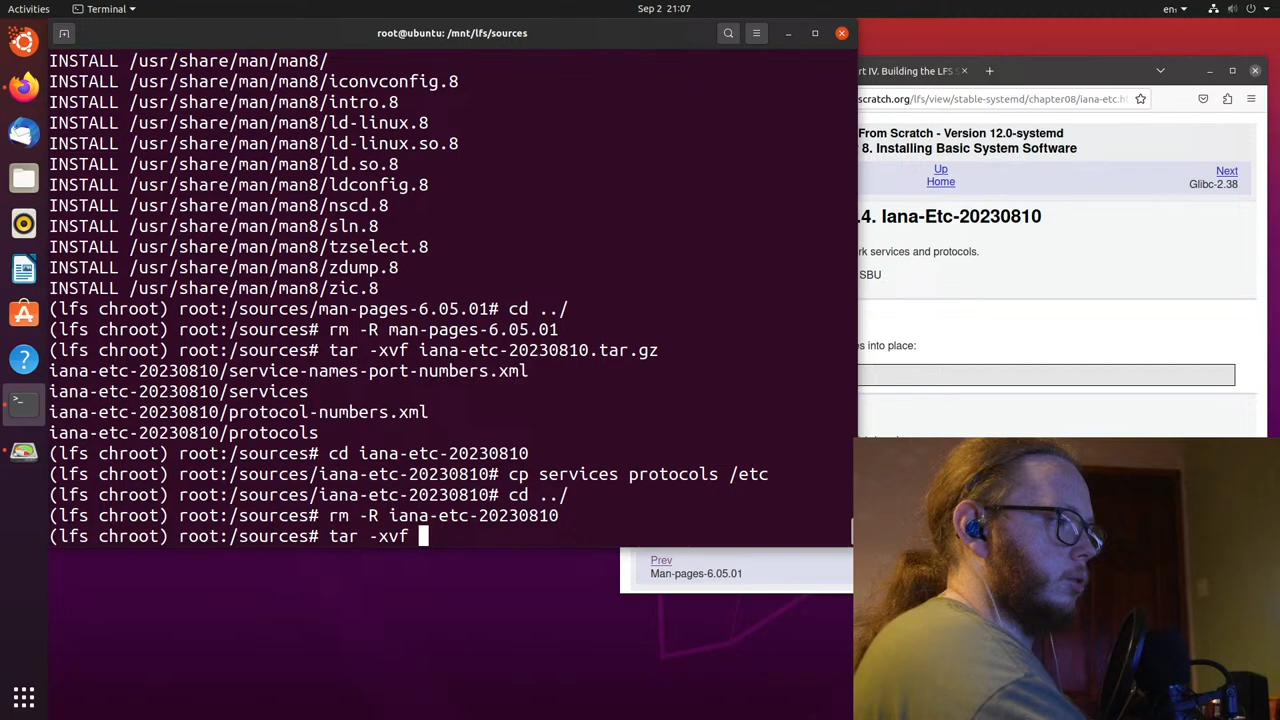 Activities
Terminal
Sep 2 21:07
en
root@ubuntu: /mnt/lfs/sources
INSTALL /usr/share/man/man8/
INSTALL /usr/share/man/man8/iconvconfig.8
INSTALL /usr/share/man/man8/intro.8
INSTALL /usr/share/man/man8/ld-linux.8
INSTALL /usr/share/man/man8/ld-linux.so.8
INSTALL /usr/share/man/man8/ld.so.8
INSTALL /usr/share/man/man8/ldconfig.8
INSTALL /usr/share/man/man8/nscd.8
INSTALL /usr/share/man/man8/sln.8
INSTALL /usr/share/man/man8/tzselect.8
INSTALL /usr/share/man/man8/zdump.8
INSTALL /usr/share/man/man8/zic.8
(lfs chroot) root:/sources/man-pages-6.05.01# cd ../
(lfs chroot) root:/sources# rm -R man-pages-6.05.01
(lfs chroot) root:/sources# tar -xvf iana-etc-20230810.tar.gz
iana-etc-20230810/service-names-port-numbers.xml
iana-etc-20230810/services
iana-etc-20230810/protocol-numbers.xml
iana-etc-20230810/protocols
(lfs chroot) root:/sources# cd iana-etc-20230810
(lfs chroot) root:/sources/iana-etc-20230810# cp services protocols /etc
(lfs chroot) root:/sources/iana-etc-20230810# cd ../
(lfs chroot) root:/sources# rm -R iana-etc-20230810
(lfs chroot) root:/sources# tar -xvf
rt IV. Building the LFS
scratch.org/lfs/view/stable-systemd/chapter08/iana-etc.h
From Scratch - Version 12.0-systemd
8. Installing Basic System Software
Up
Home
Next
Glibc-2.38
.4. Iana-Etc-20230810
rk services and protocols.
SBU
es into place:
Prev
Man-pages-6.05.01